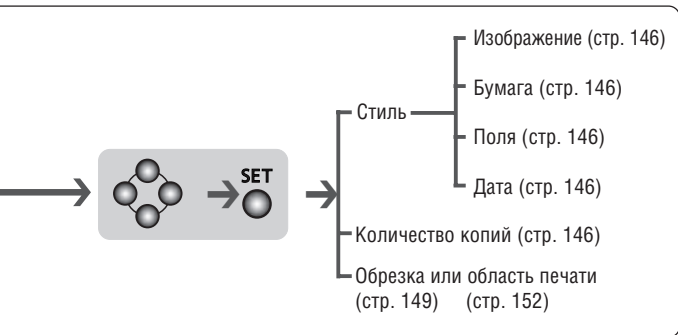 Изображение (стр. 146)
Бумага (стр. 146)
Стиль
Поля (стр. 146)
SET
Дата (стр. 146)
Количество копий (стр. 146)
Обрезка или область печати
(стр. 149) (стр. 152)